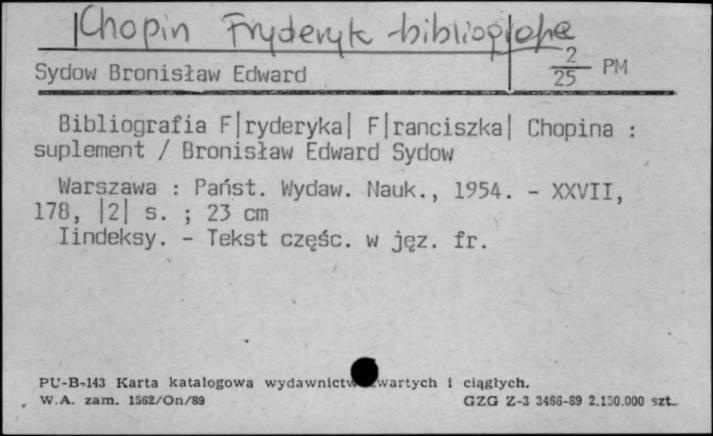 Chopin Fryderyk - bibliografie
Sydow Bronisław Edward
2/25 PM
Bibliografia F|ryderyka| F|ranciszka| Chopina :
suplement / Bronisław Edward Sydow
Warszawa : Państ. Wydaw. Nauk., 1954. - XXVII,
178, |2| s. ; 23 cm
Iindeksy. - Tekst częśc. w jęz. fr.
PU-B-143 Karta katalogowa wydawnictw zwartych i ciągłych.
W.A. zam. 1562/On/89
GZG Z-3 3466-89 2.150.000 szt.